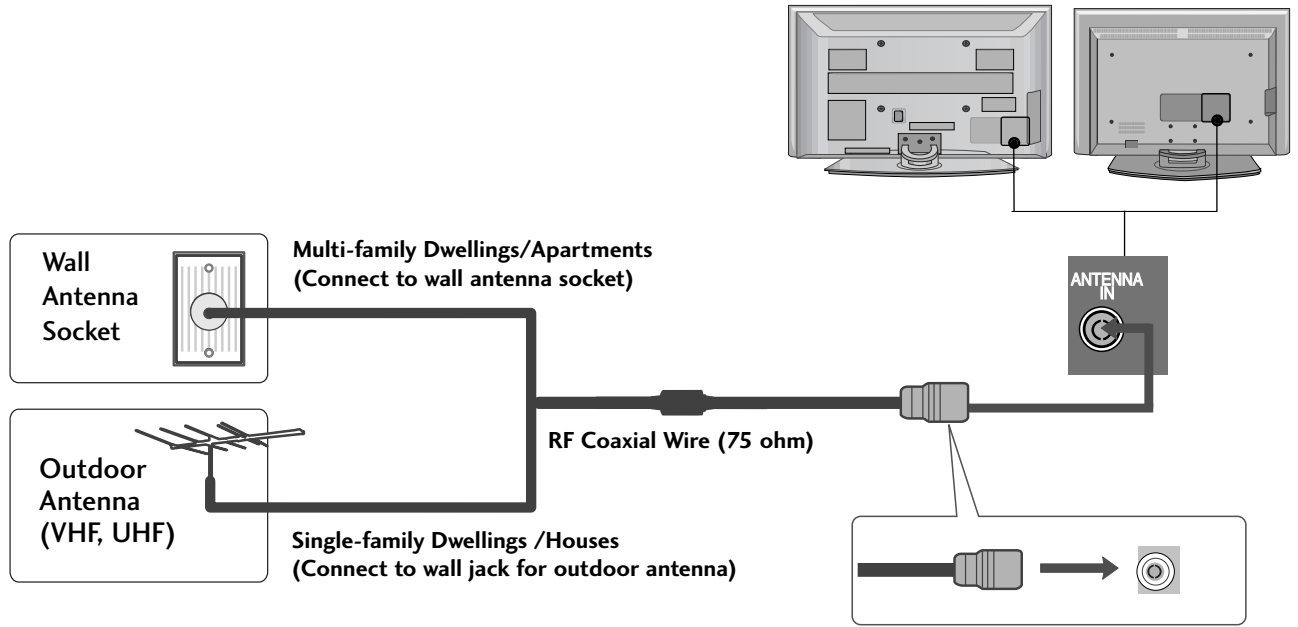 Wall
Antenna
Socket
Multi-family Dwellings/Apartments
(Connect to wall antenna socket)
ANTENNA
IN
RF Coaxial Wire (75 ohm)
Outdoor
Antenna
(VHF, UHF)
Single-family Dwellings /Houses
(Connect to wall jack for outdoor antenna)